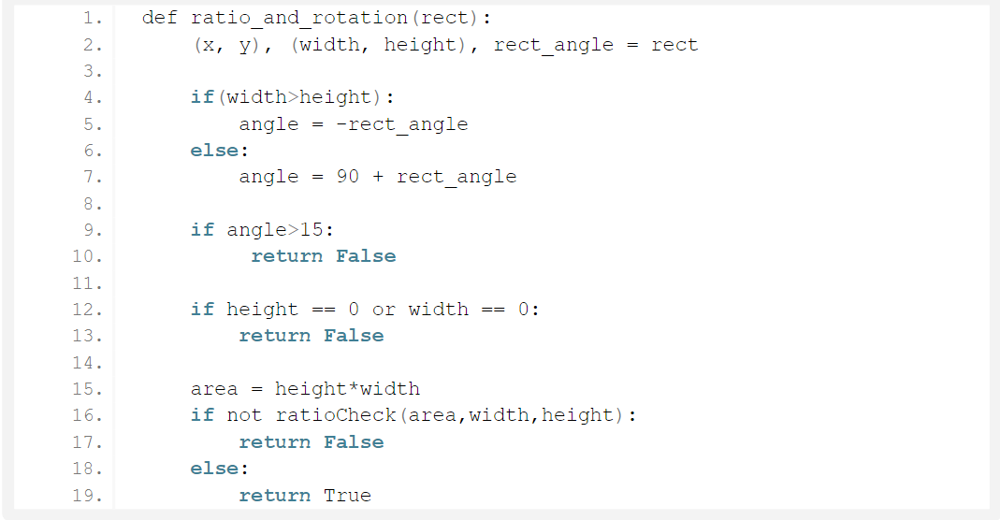 1. def ratio_and_rotation(rect):
2.     (x, y), (width, height), rect_angle = rect
3.
4.     if(width>height):
5.         angle = -rect_angle
6.     else:
7.         angle = 90 + rect_angle
8.
9.     if angle>15:
10.          return False
11.
12.     if height == 0 or width == 0:
13.         return False
14.
15.     area = height*width
16.     if not ratioCheck(area,width,height):
17.         return False
18.     else:
19.         return True